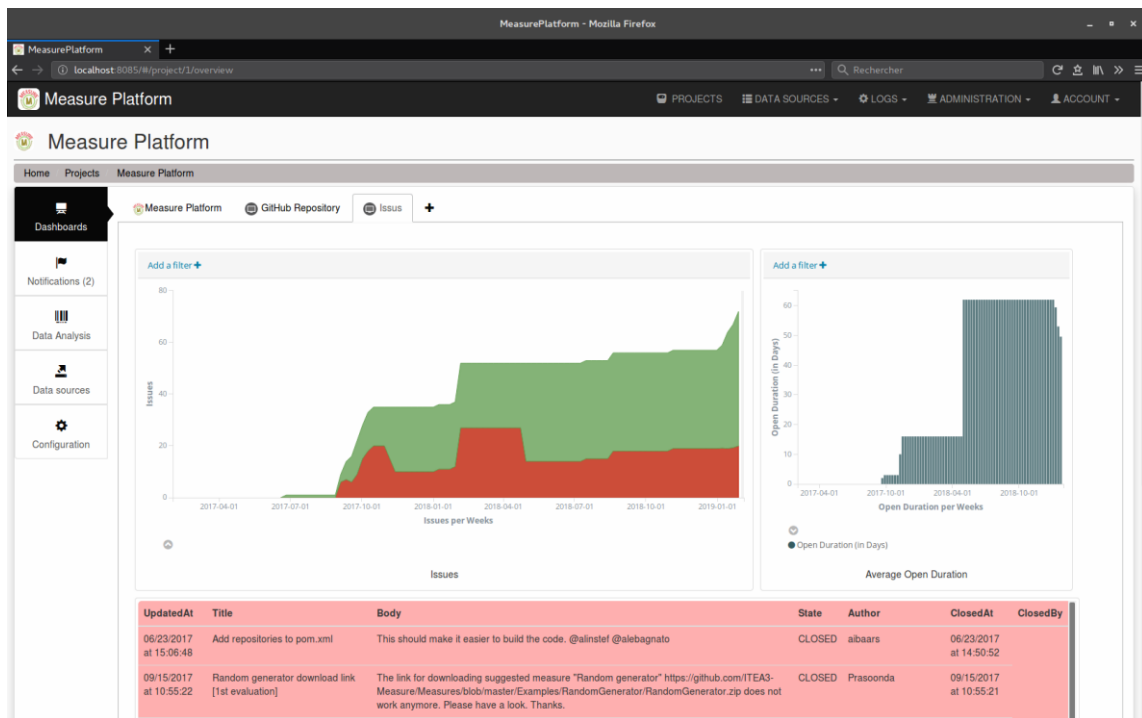 MeasurePlatform - Mozilla Firefox
MeasurePlatform
localhost:8085/#/project/1/overview
Rechercher
Measure Platform
PROJECTS DATA SOURCES LOGS ADMINISTRATION ACCOUNT
Measure Platform
Home Projects Measure Platform
Dashboards
Notifications (2)
Data Analysis
Data sources
Configuration
Measure Platform GitHub Repository Issus
Add a filter
80
60
40
20
0
Issues
2017-04-01 2017-07-01 2017-10-01 2018-01-01 2018-04-01 2018-07-01 2018-10-01 2019-01-01
Issues per Weeks
Issues
Add a filter
60
50
40
30
20
10
0
Open Duration (in Days)
2017-04-01 2017-10-01 2018-04-01 2018-10-01
Open Duration per Weeks
Open Duration (in Days)
Average Open Duration
UpdatedAt Title Body State Author ClosedAt ClosedBy
06/23/2017 Add repositories to pom.xml This should make it easier to build the code. @alinstef @alebagnato CLOSED aibaars 06/23/2017
at 15:06:48 at 14:50:52
09/15/2017 Random generator download link The link for downloading suggested measure "Random generator" https://github.com/ITEA3- CLOSED Prasoonda 09/15/2017
at 10:55:22 [1st evaluation] Measure/Measures/blob/master/Examples/RandomGenerator/RandomGenerator.zip does not at 10:55:21
work anymore. Please have a look. Thanks.